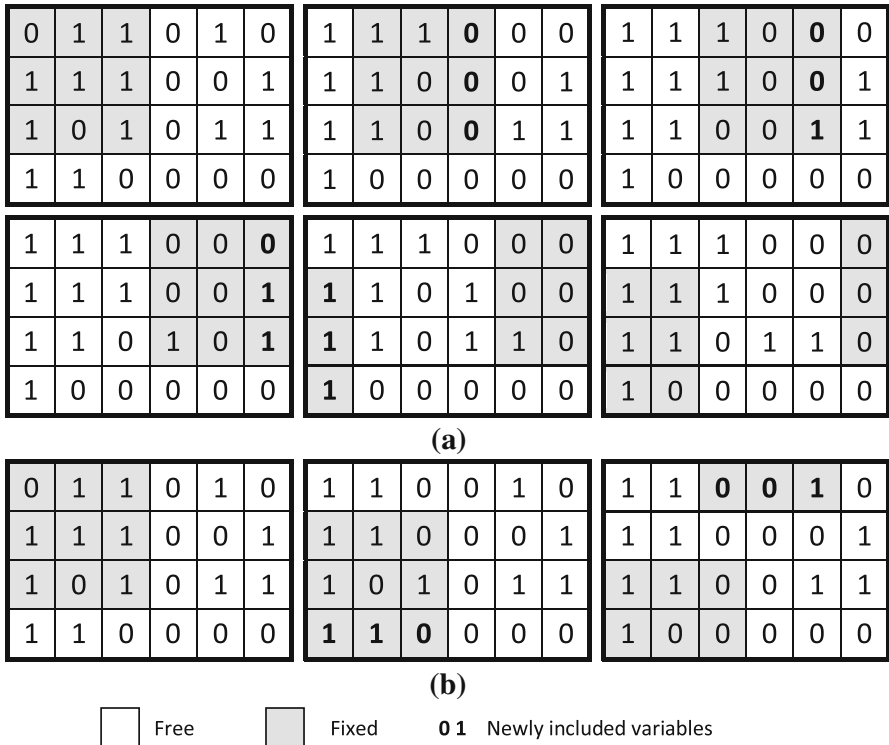 0 1 1 0 1 0 1 1 1 0 0 0 1 1 1 0 0 0
1 1 1 0 0 1 1 1 0 0 0 1 1 1 1 0 0 1
1 0 1 0 1 1 1 1 0 0 1 1 1 1 0 0 1 1
1 1 0 0 0 0 1 0 0 0 0 0 1 0 0 0 0 0
1 1 1 0 0 0 1 1 1 0 0 0 1 1 1 0 0 0
1 1 1 0 0 1 1 1 0 1 0 0 1 1 1 0 0 0
1 1 0 1 0 1 1 1 0 1 1 0 1 1 0 1 1 0
1 0 0 0 0 0 1 0 0 0 0 0 1 0 0 0 0 0
(a)
0 1 1 0 1 0 1 1 0 0 1 0 1 1 0 0 1 0
1 1 1 0 0 1 1 1 0 0 0 1 1 1 0 0 0 1
1 0 1 0 1 1 1 0 1 0 1 1 1 1 0 0 1 1
1 1 0 0 0 0 1 1 0 0 0 0 1 0 0 0 0 0
(b)
Free Fixed 0 1 Newly included variables